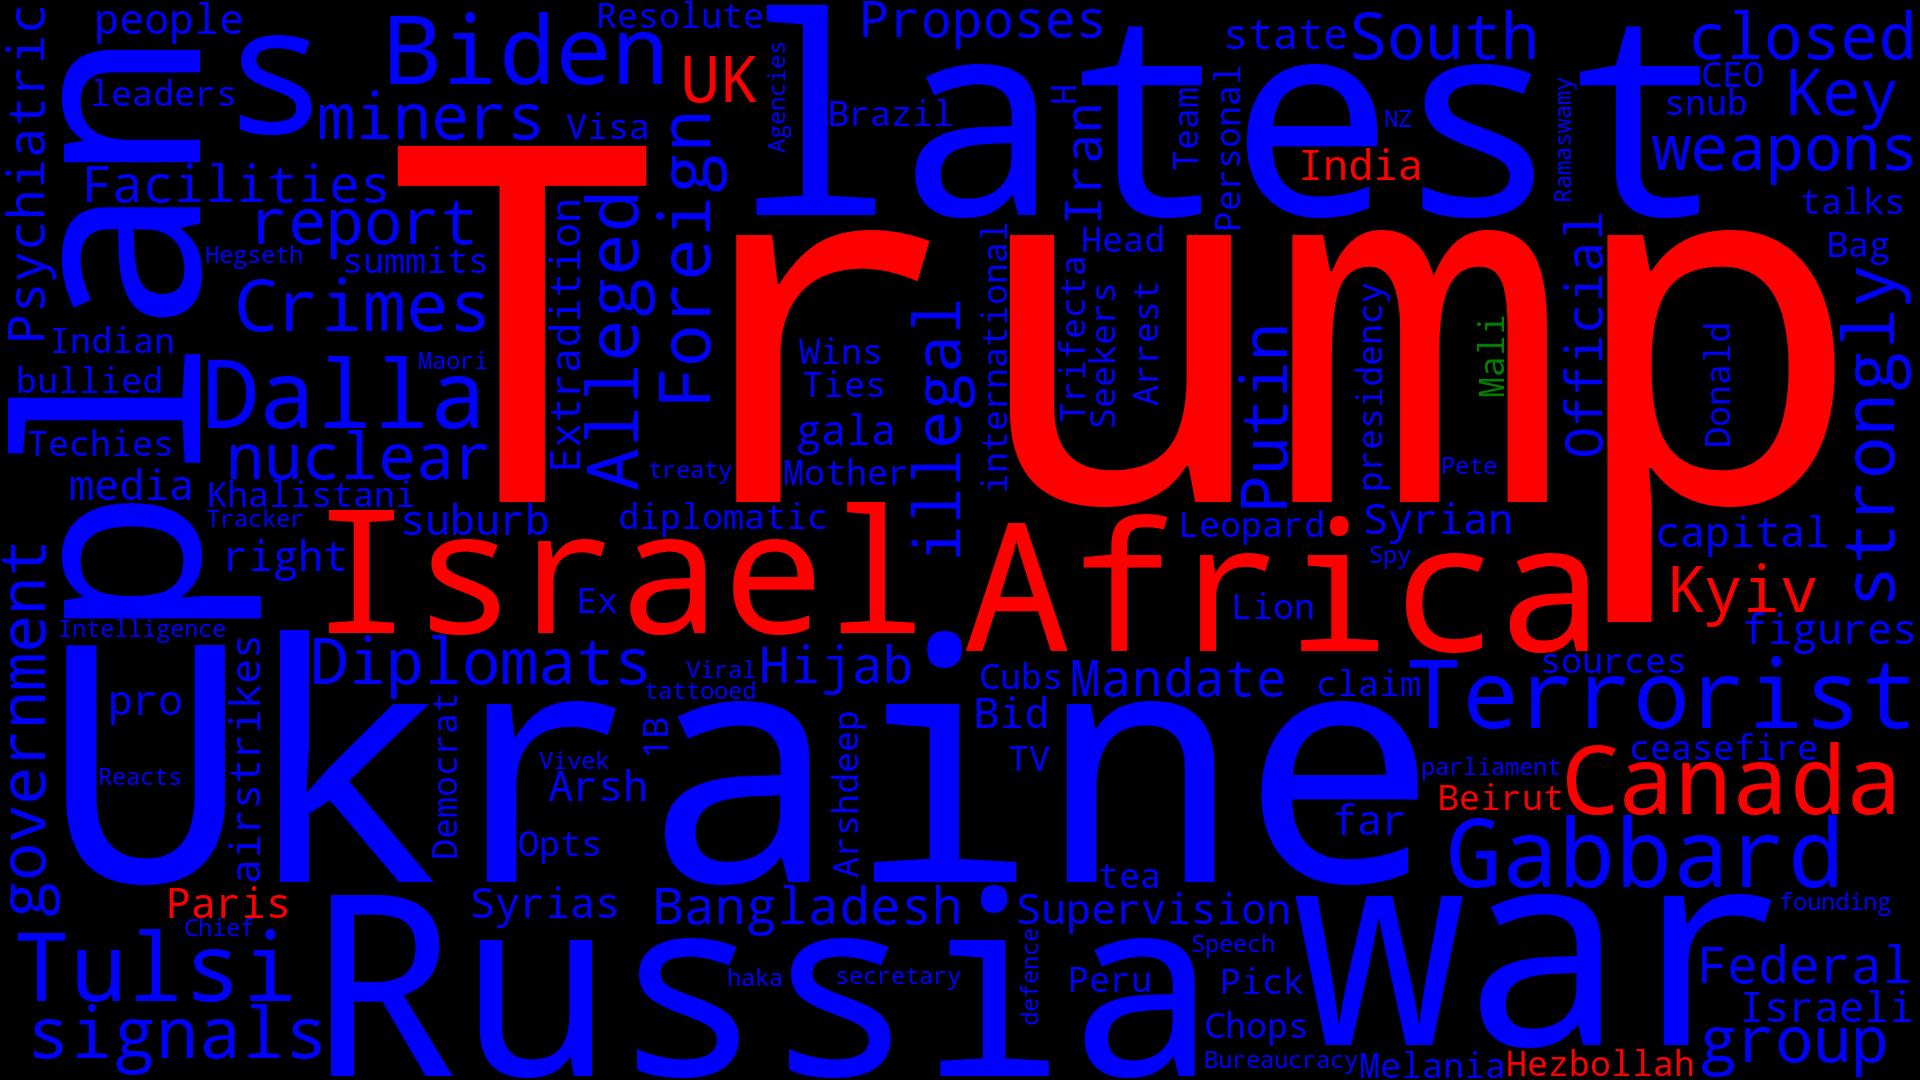 people
Resolute
Proposes
state
South
closed
Psychiatric
plans
leaders
Biden
UK
Agencies
latest
CEO
snub
Key
miners
Visa
Brazil
H
Team
Personal
NZ
India
Ramaswamy
weapons
Facilities
report
Hegseth
summits
Trump
Foreign
Iran
Head
talks
Bag
Crimes
Extradition
Alleged
international
Trifecta
Seekers
Arrest
presidency
Official
strongly
Indian
bullied
Dalla
Maori
Wins
Ties
gala
Mother
illegal
Putin
Mali
Donald
Techies
nuclear
treaty
Pete
media
Khalistani
Tracker
suburb
diplomatic
Leopard
Syrian
capital
right
Israel
Africa
Spy
Kyiv
government
Ex
Lion
figures
Intelligence
Diplomats
Viral
tattooed
Hijab
Cubs
Mandate
claim
sources
Terrorist
pro
airstrikes
Ukraine
Democrat
1B
Arshdeep
Bid
TV
ceasefire
Reacts
Vivek
Arsh
parliament
Beirut
Canada
Opts
far
Gabbard
Paris
Chief
Syrias
Bangladesh
tea
Supervision
founding
Tulsi
Russia
war
haka
secretary
defence
Peru
Speech
Pick
Federal
Israeli
signals
Chops
group
Bureaucracy
Melania
Hezbollah